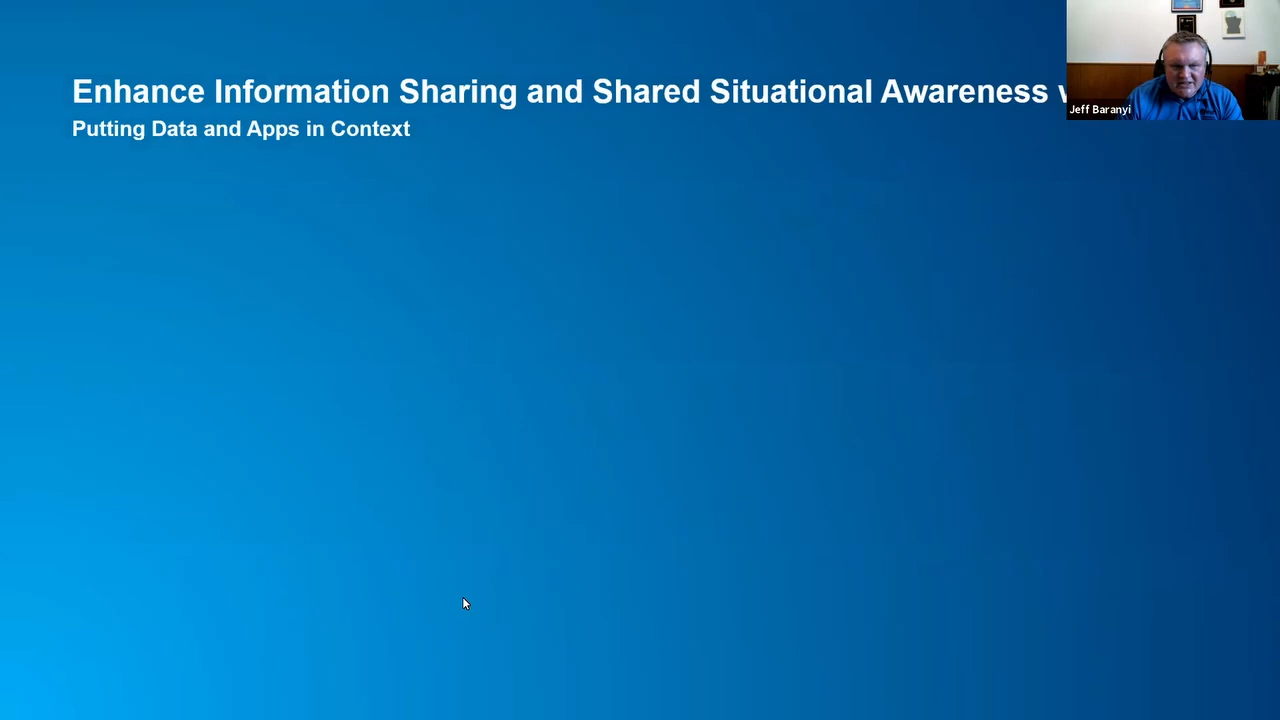 Enhance Information Sharing and Shared Situational Awareness
Putting Data and Apps in Context
Jeff Baranyi